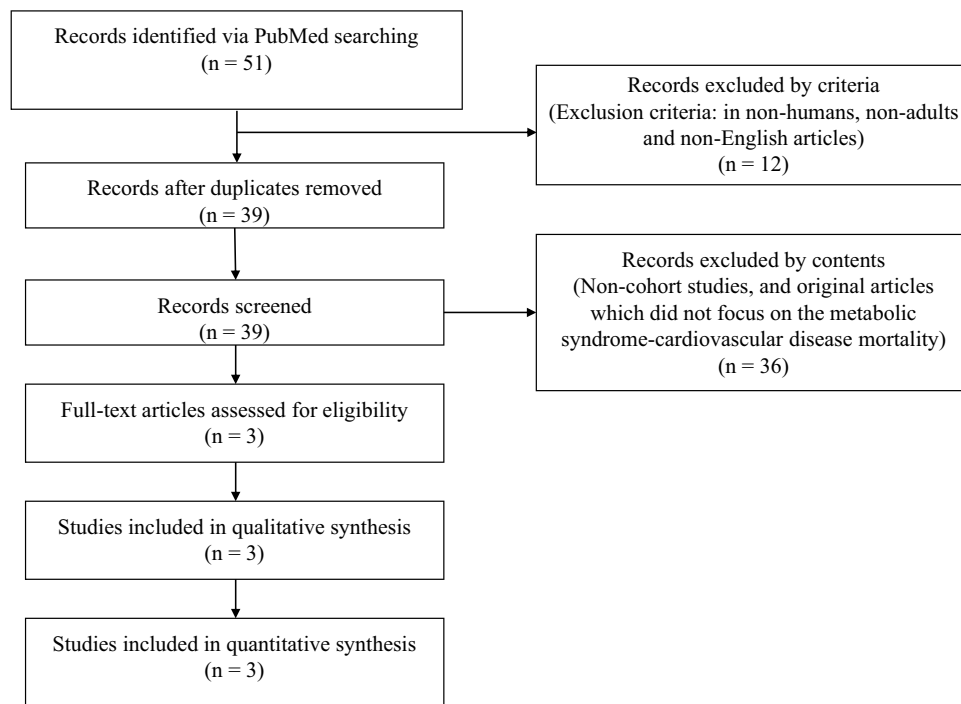 Records identified via PubMed searching
(n = 51)
Records excluded by criteria
(Exclusion criteria: in non-humans, non-adults
and non-English articles)
(n = 12)
Records after duplicates removed
(n = 39)
Records screened
(n = 39)
Records excluded by contents
(Non-cohort studies, and original articles
which did not focus on the metabolic
syndrome-cardiovascular disease mortality)
(n = 36)
Full-text articles assessed for eligibility
(n = 3)
Studies included in qualitative synthesis
(n = 3)
Studies included in quantitative synthesis
(n = 3)